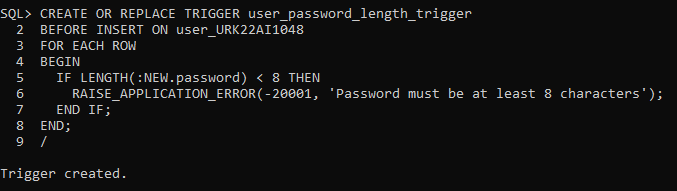 SQL> CREATE OR REPLACE TRIGGER user_password_length_trigger
  2  BEFORE INSERT ON user_URK22AI1048
  3  FOR EACH ROW
  4  BEGIN
  5    IF LENGTH(:NEW.password) < 8 THEN
  6      RAISE_APPLICATION_ERROR(-20001, 'Password must be at least 8 characters');
  7    END IF;
  8  END;
  9  /
Trigger created.